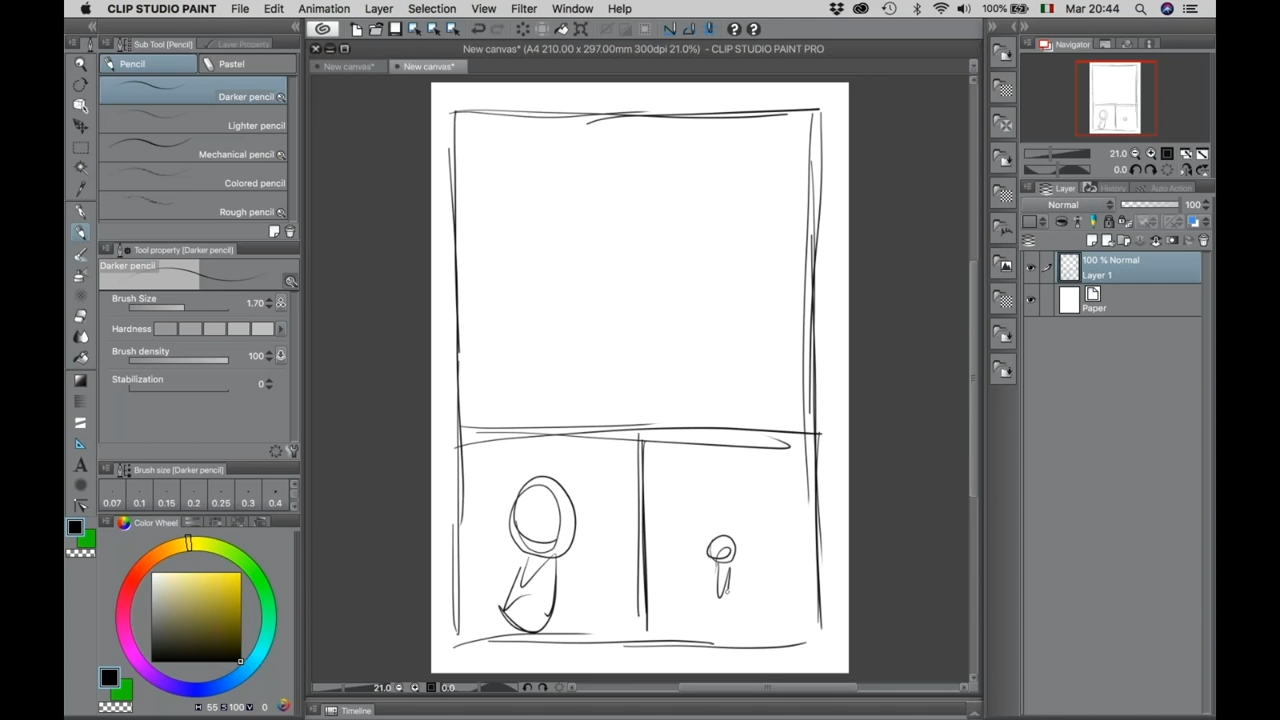 CLIP STUDIO PAINT File Edit Animation Layer Selection View Filter Window Help 100% Mar 20:44
New canvas* (A4 210.00 x 297.00mm 300dpi 21.0%) - CLIP STUDIO PAINT PRO
Sub Tool [Pencil] Layer Property
New canvas* New canvas*
Pencil Pastel
Darker pencil
Lighter pencil
Mechanical pencil
Colored pencil
Rough pencil
Tool property [Darker pencil]
Darker pencil
Brush Size 1.70
Hardness
Brush density 100
Stabilization 0
Brush size [Darker pencil]
0.07 0.1 0.15 0.2 0.25 0.3 0.4
Color Wheel
H 55 S 100 V 0
21.0 0.0
Timeline
Navigator
21.0
0.0
Layer History Auto Action
Normal 100
100 % Normal
Layer 1
Paper